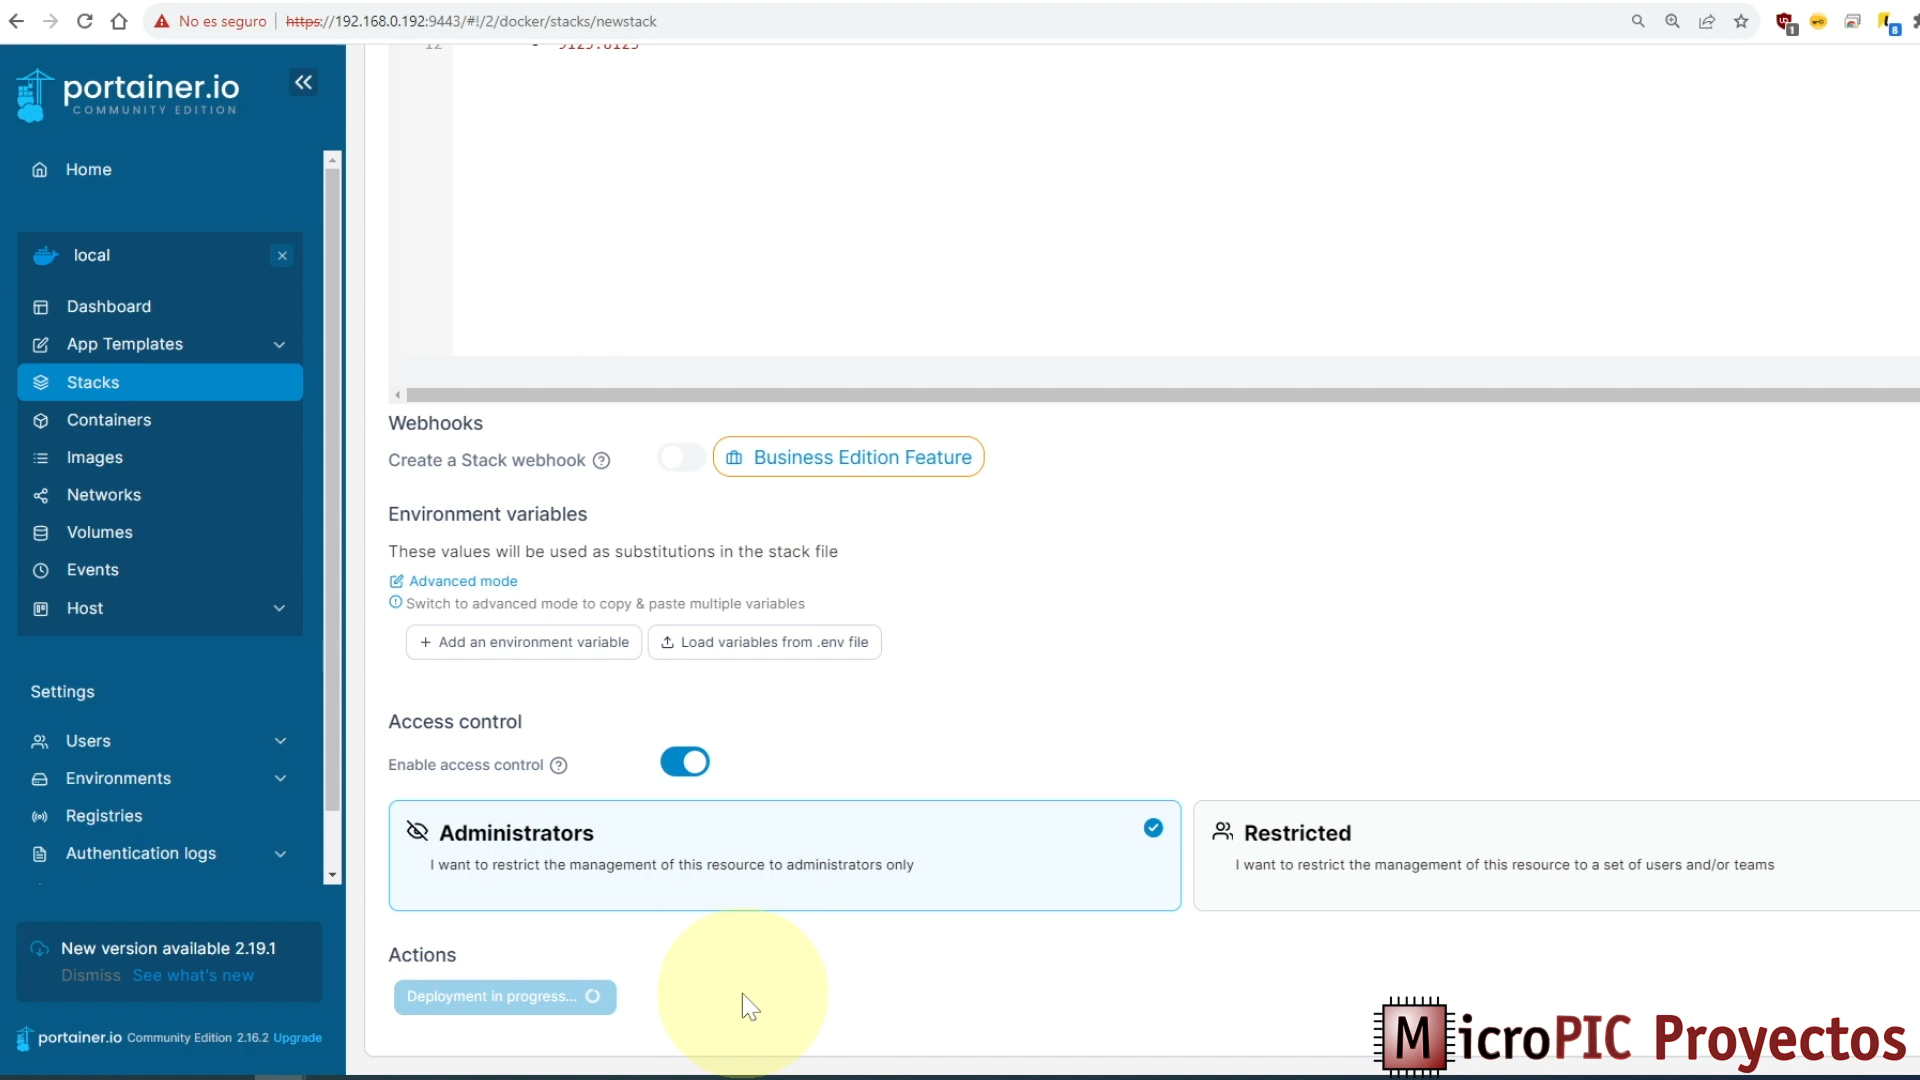 No es seguro
https://192.168.0.192:9443/#!/2/docker/stacks/newstack
1
8
12
portainer.io
COMMUNITY EDITION
Home
local
Dashboard
App Templates
Stacks
Containers
Images
Networks
Volumes
Events
Host
Settings
Users
Environments
Registries
Authentication logs
New version available 2.19.1
Dismiss See what's new
portainer.io Community Edition 2.16.2 Upgrade
Webhooks
Create a Stack webhook
Business Edition Feature
Environment variables
These values will be used as substitutions in the stack file
Advanced mode
Switch to advanced mode to copy & paste multiple variables
+ Add an environment variable
Load variables from .env file
Access control
Enable access control
Administrators
I want to restrict the management of this resource to administrators only
Restricted
I want to restrict the management of this resource to a set of users and/or teams
Actions
Deployment in progress...
MicroPIC Proyectos